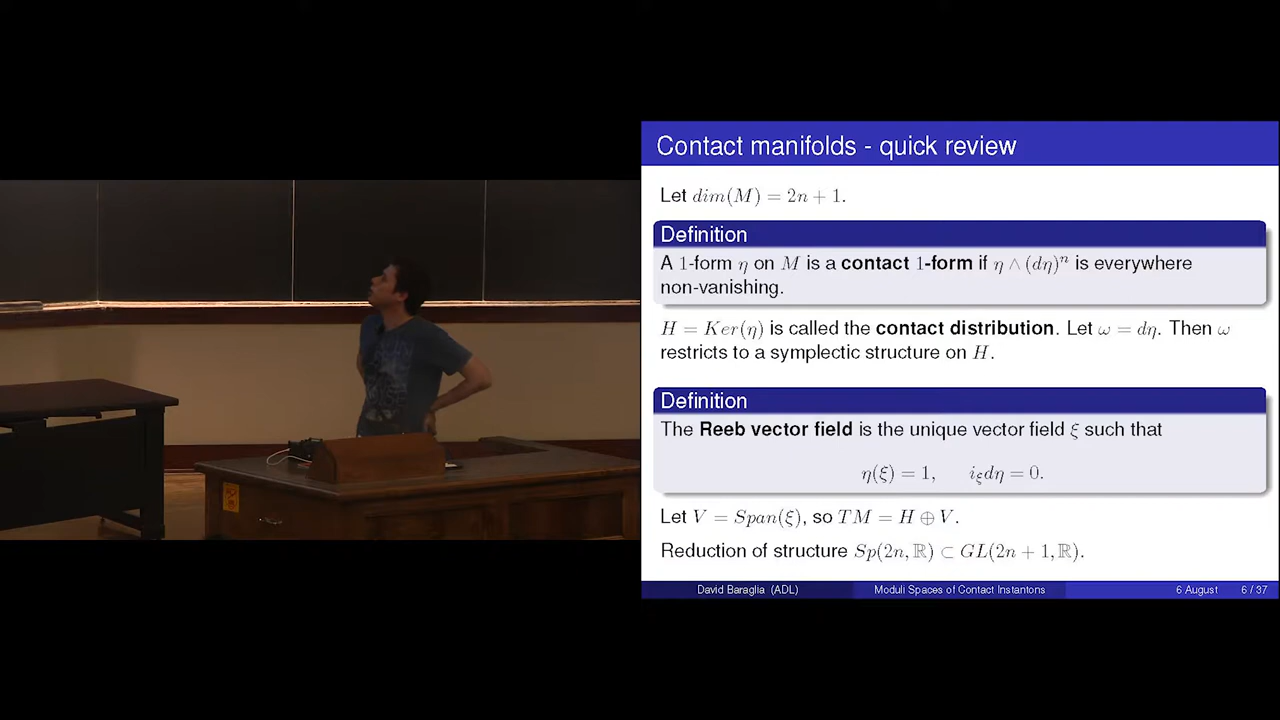 Contact manifolds - quick review
Let dim(M) = 2n + 1.
Definition
A 1-form η on M is a contact 1-form if η ∧ (dη)ⁿ is everywhere
non-vanishing.
H = Ker(η) is called the contact distribution. Let ω = dη. Then ω
restricts to a symplectic structure on H.
Definition
The Reeb vector field is the unique vector field ξ such that
η(ξ) = 1, i_ξ dη = 0.
Let V = Span(ξ), so TM = H ⊕ V.
Reduction of structure Sp(2n, ℝ) ⊂ GL(2n + 1, ℝ).
David Baraglia (ADL) Moduli Spaces of Contact Instantons 6 August 6 / 37